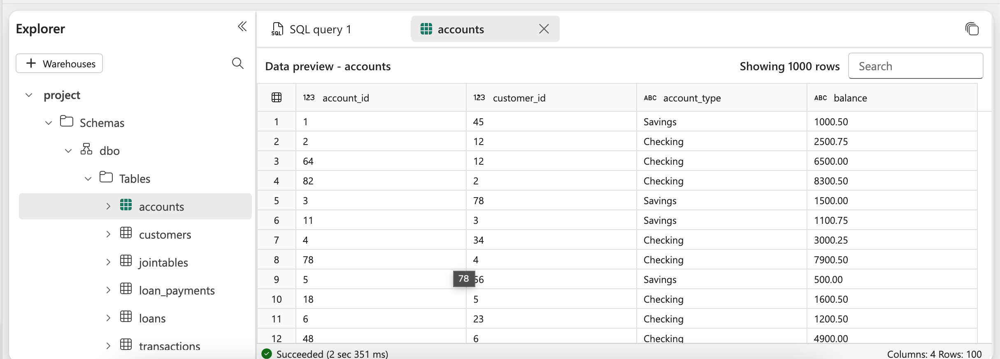 Explorer
Warehouses
project
Schemas
dbo
Tables
accounts
customers
jointables
loan_payments
loans
transactions
SQL SQL query 1
accounts
Data preview - accounts
Showing 1000 rows
Search
123 account_id 123 customer_id ABC account_type ABC balance
1 1 45 Savings 1000.50
2 2 12 Checking 2500.75
3 64 12 Checking 6500.00
4 82 2 Checking 8300.50
5 3 78 Savings 1500.00
6 11 3 Savings 1100.75
7 4 34 Checking 3000.25
8 78 4 Checking 7900.50
9 5 56 Savings 500.00
78
10 18 5 Checking 1600.50
11 6 23 Checking 1200.50
12 48 6 Checking 4900.00
Succeeded (2 sec 351 ms)
Columns: 4 Rows: 100